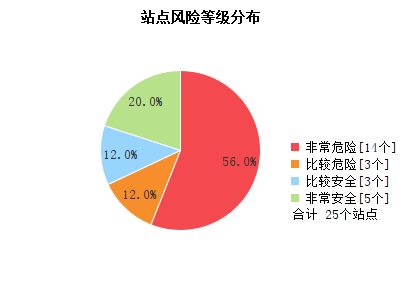 站点风险等级分布
20.0%
12.0%
56.0%
12.0%
非常危险[14个]
比较危险[3个]
比较安全[3个]
非常安全[5个]
合计 25个站点